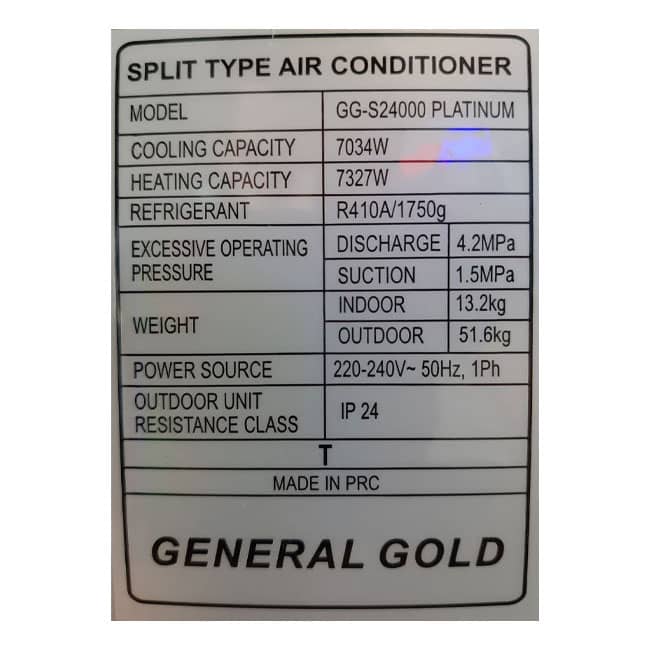 SPLIT TYPE AIR CONDITIONER
MODEL GG-S24000 PLATINUM
COOLING CAPACITY 7034W
HEATING CAPACITY 7327W
REFRIGERANT R410A/1750g
EXCESSIVE OPERATING PRESSURE DISCHARGE 4.2MPa
SUCTION 1.5MPa
WEIGHT INDOOR 13.2kg
OUTDOOR 51.6kg
POWER SOURCE 220-240V~ 50Hz, 1Ph
OUTDOOR UNIT
RESISTANCE CLASS IP 24
T
MADE IN PRC
GENERAL GOLD